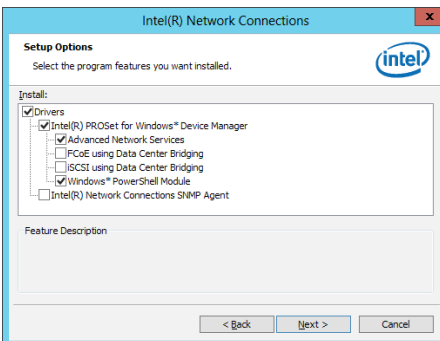 Intel(R) Network Connections
x
Setup Options
Select the program features you want installed.
intel
Install:
Drivers
Intel(R) PROSet for Windows* Device Manager
Advanced Network Services
FCoE using Data Center Bridging
iSCSI using Data Center Bridging
Windows* PowerShell Module
Intel(R) Network Connections SNMP Agent
Feature Description
< Back
Next >
Cancel